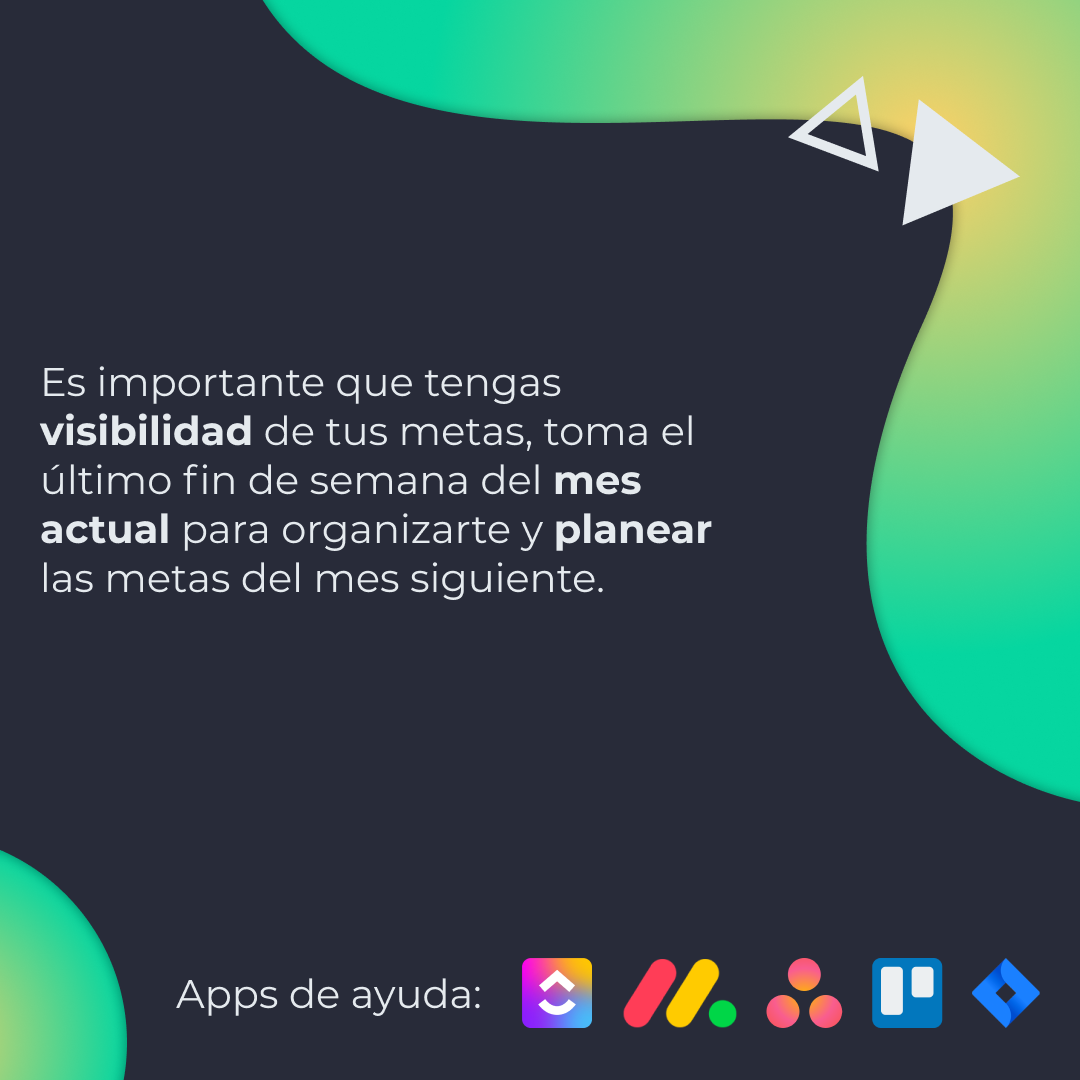 Es importante que tengas
visibilidad de tus metas, toma el
último fin de semana del mes
actual para organizarte y planear
las metas del mes siguiente.
Apps de ayuda: